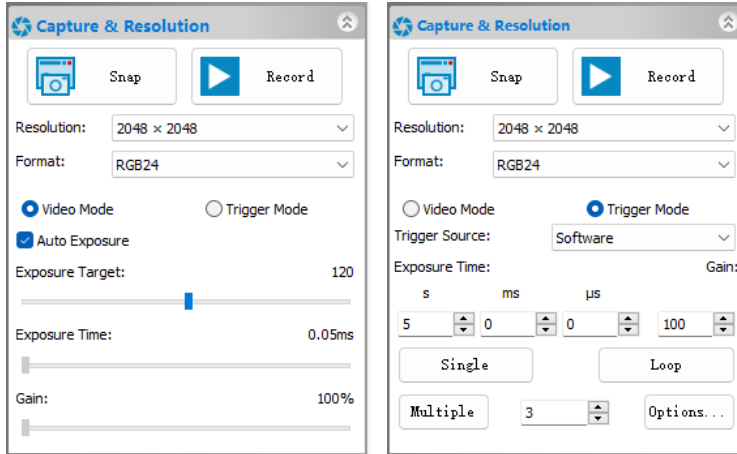 Capture & Resolution
Snap Record
Resolution: 2048 × 2048
Format: RGB24
Video Mode Trigger Mode
Auto Exposure
Exposure Target: 120
Exposure Time: 0.05ms
Gain: 100%
Capture & Resolution
Snap Record
Resolution: 2048 × 2048
Format: RGB24
Video Mode Trigger Mode
Trigger Source: Software
Exposure Time: Gain:
s ms μs
5 0 0 100
Single Loop
Multiple 3 Options...